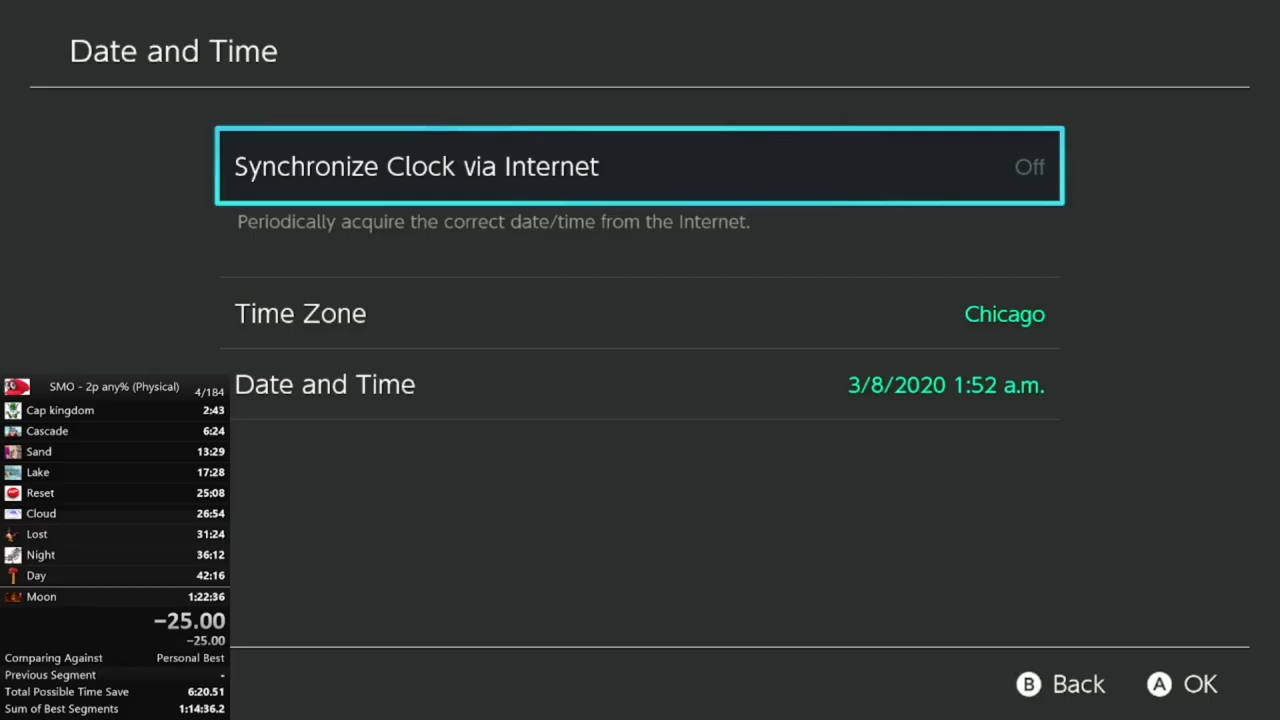 Date and Time
Synchronize Clock via Internet Off
Periodically acquire the correct date/time from the Internet.
Time Zone Chicago
Date and Time 3/8/2020 1:52 a.m.
SMO - 2p any% (Physical) 4/184
Cap kingdom 2:43
Cascade 6:24
Sand 13:29
Lake 17:28
Reset 25:08
Cloud 26:54
Lost 31:24
Night 36:12
Day 42:16
Moon 1:22:36
−25.00
−25.00
Comparing Against Personal Best
Previous Segment -
Total Possible Time Save 6:20.51
Sum of Best Segments 1:14:36.2
B Back A OK